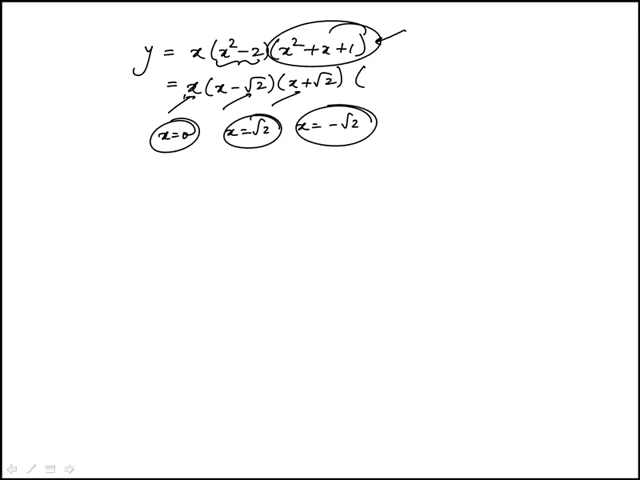 y = x(x²-2)(x²+x+1)
= x(x-√2)(x+√2) (
x=0 x=√2 x=-√2